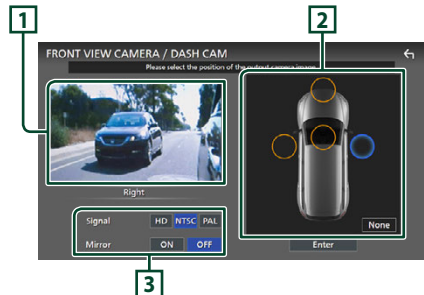 1
2
FRONT VIEW CAMERA / DASH CAM
Please select the position of the output camera image.
Right
Signal HD NTSC PAL
None
Mirror ON OFF
Enter
3